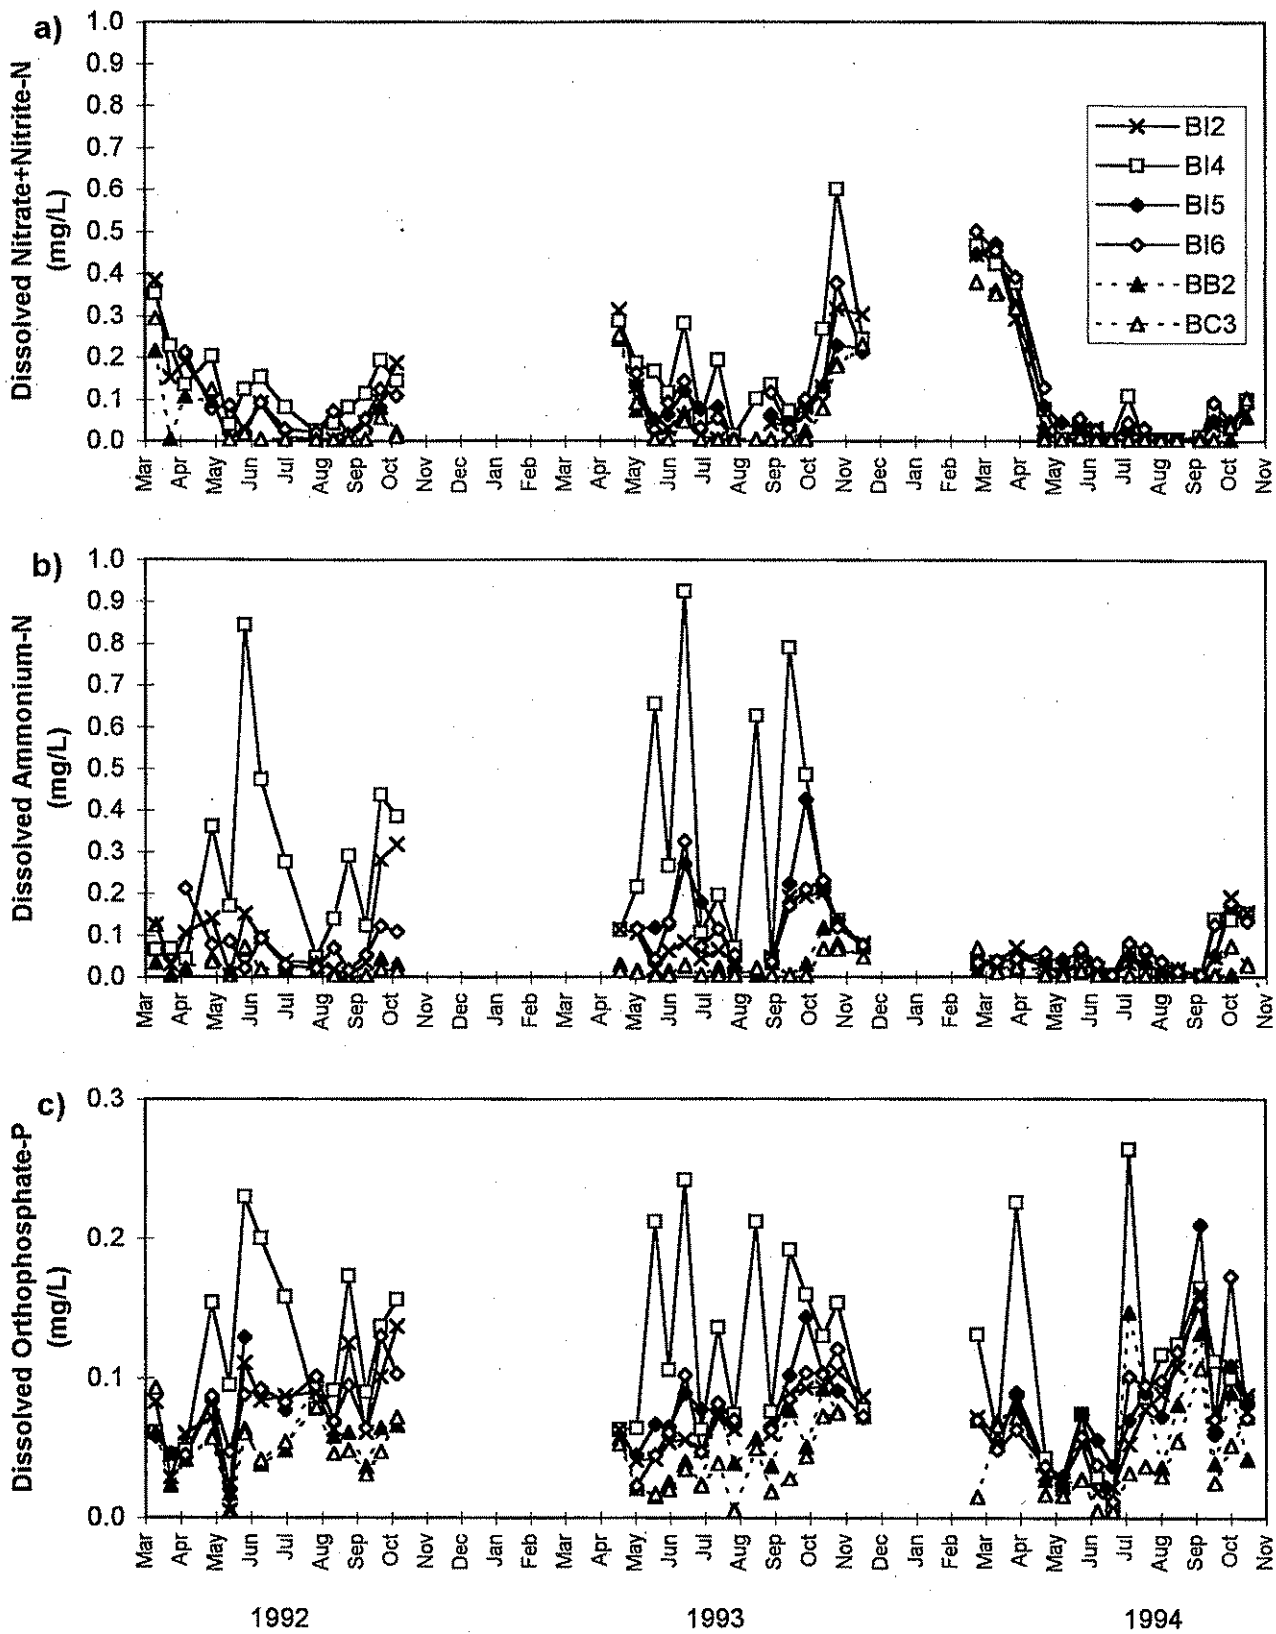 a)
Dissolved Nitrate+Nitrite-N
(mg/L)
1.0
0.9
0.8
0.7
0.6
0.5
0.4
0.3
0.2
0.1
0.0
BI2
BI4
BI5
BI6
BB2
BC3
Mar Apr May Jun Jul Aug Sep Oct Nov Dec Jan Feb Mar Apr May Jun Jul Aug Sep Oct Nov Dec Jan Feb Mar Apr May Jun Jul Aug Sep Oct Nov
b)
Dissolved Ammonium-N
(mg/L)
1.0
0.9
0.8
0.7
0.6
0.5
0.4
0.3
0.2
0.1
0.0
Mar Apr May Jun Jul Aug Sep Oct Nov Dec Jan Feb Mar Apr May Jun Jul Aug Sep Oct Nov Dec Jan Feb Mar Apr May Jun Jul Aug Sep Oct Nov
c)
Dissolved Orthophosphate-P
(mg/L)
0.3
0.2
0.1
0.0
Mar Apr May Jun Jul Aug Sep Oct Nov Dec Jan Feb Mar Apr May Jun Jul Aug Sep Oct Nov Dec Jan Feb Mar Apr May Jun Jul Aug Sep Oct Nov
1992 1993 1994